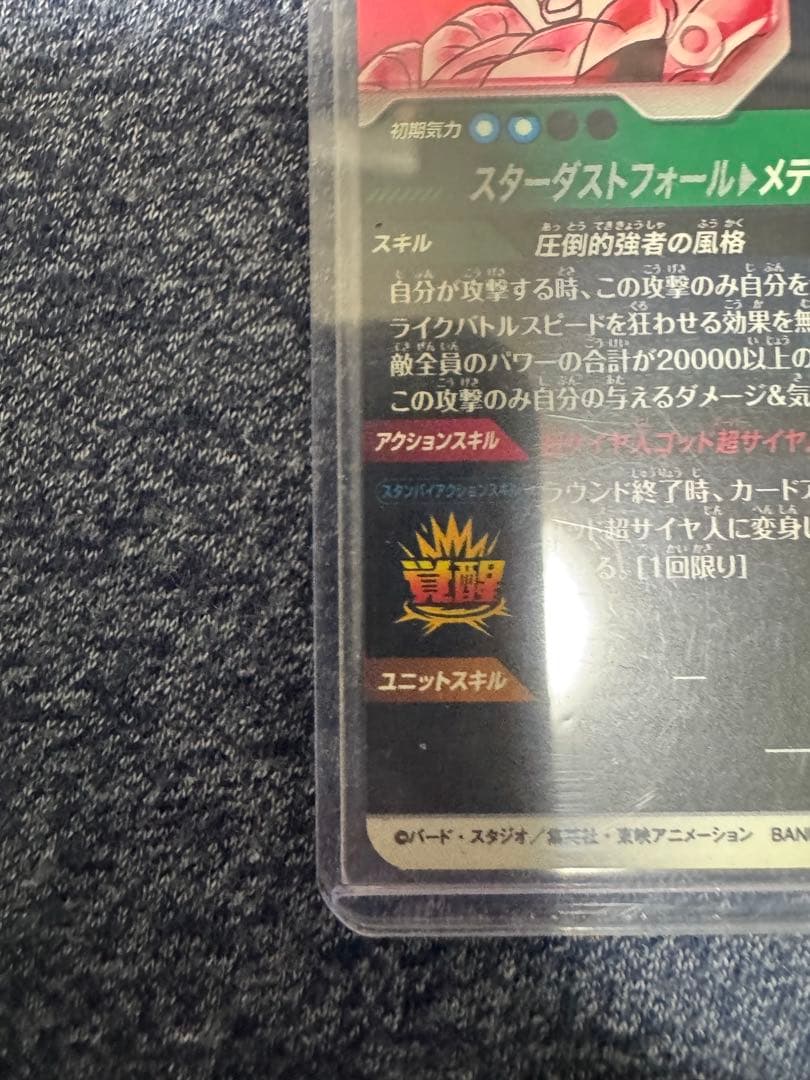 初期気力
スターダストフォール▶メテ
スキル
圧倒的強者の風格
自分が攻撃する時、この攻撃のみ自分を
ライクバトルスピードを狂わせる効果を無
敵全員のパワーの合計が20000以上の
この攻撃のみ自分の与えるダメージ&気
アクションスキル
サイヤ人ゴッド超サイヤ
スタンバイアクションスキル
ラウンド終了時、カードア
ッド超サイヤ人に変身し
る。[1回限り]
覚醒
ユニットスキル
©バード・スタジオ／集英社・東映アニメーション BAN